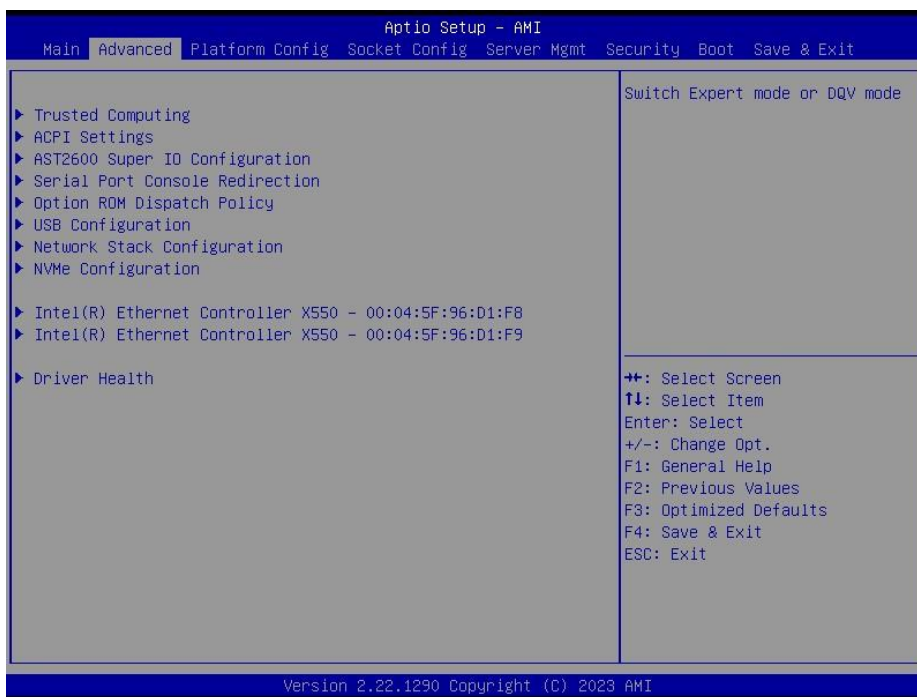 Aptio Setup – AMI
Main Advanced Platform Config Socket Config Server Mgmt Security Boot Save & Exit
▶ Trusted Computing
▶ ACPI Settings
▶ AST2600 Super IO Configuration
▶ Serial Port Console Redirection
▶ Option ROM Dispatch Policy
▶ USB Configuration
▶ Network Stack Configuration
▶ NVMe Configuration
▶ Intel(R) Ethernet Controller X550 – 00:04:5F:96:D1:F8
▶ Intel(R) Ethernet Controller X550 – 00:04:5F:96:D1:F9
▶ Driver Health
Switch Expert mode or DQV mode
→←: Select Screen
↑↓: Select Item
Enter: Select
+/-: Change Opt.
F1: General Help
F2: Previous Values
F3: Optimized Defaults
F4: Save & Exit
ESC: Exit
Version 2.22.1290 Copyright (C) 2023 AMI